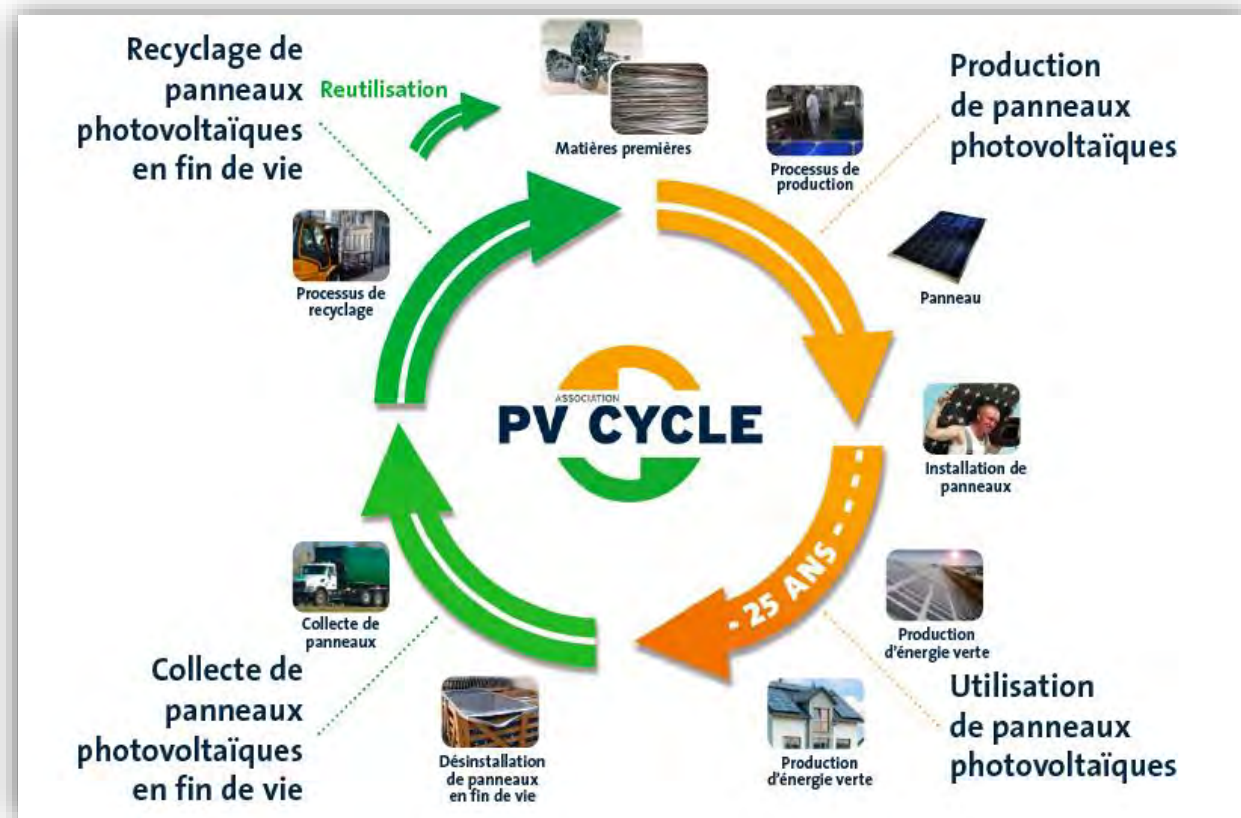 Recyclage de
panneaux
photovoltaïques
en fin de vie
Reutilisation
Matières premières
Processus de
production
Production
de panneaux
photovoltaïques
Panneau
Processus de
recyclage
ASSOCIATION
PV CYCLE
Installation de
panneaux
- 25 ANS - - - -
Production
d'énergie verte
Utilisation
de panneaux
photovoltaïques
Production
d'énergie verte
Désinstallation
de panneaux
en fin de vie
Collecte de
panneaux
Collecte de
panneaux
photovoltaïques
en fin de vie